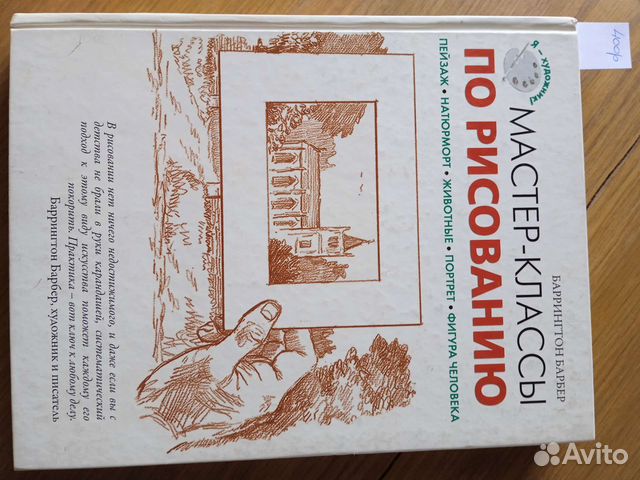 БАРРИНГТОН БАРБЕР
Я - ХУДОЖНИК!
МАСТЕР-КЛАССЫ
ПО РИСОВАНИЮ
ПЕЙЗАЖ • НАТЮРМОРТ • ЖИВОТНЫЕ • ПОРТРЕТ • ФИГУРА ЧЕЛОВЕКА
В рисовании нет ничего недостижимого, и даже если вы с
детства не брали в руки карандашей, систематический
подход к этому виду искусства поможет каждому его
покорить. Практика – вот ключ к любому делу.
Баррингтон Барбер, художник и писатель
400р
Avito